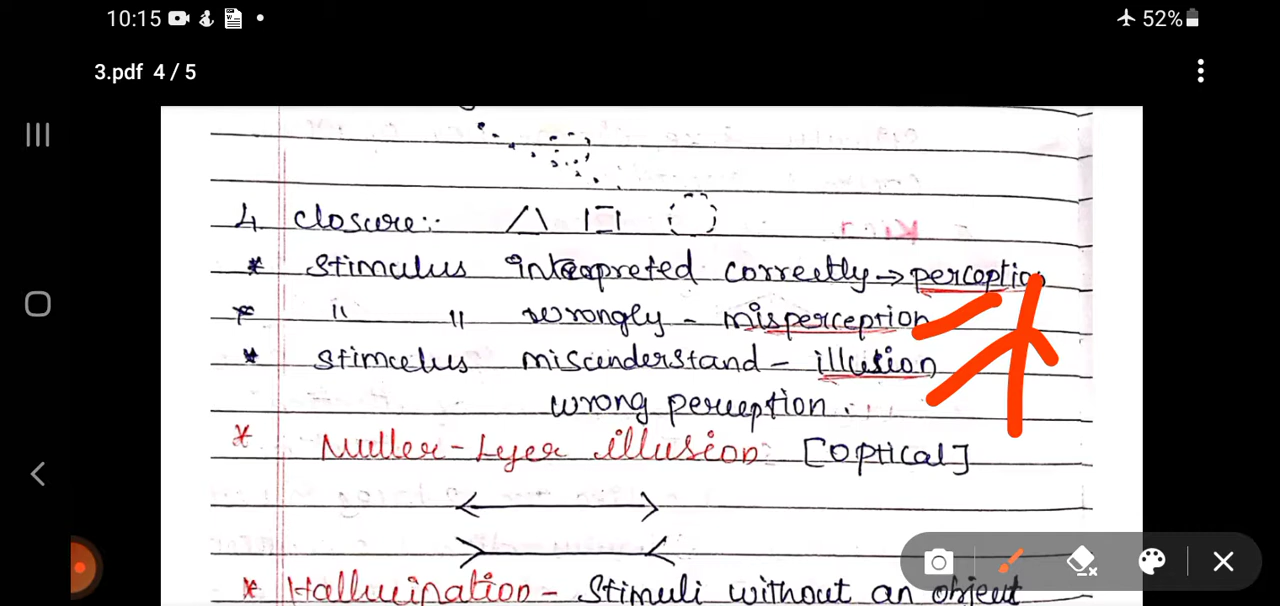 10:15
52%
3.pdf 4/5
4. closure:-
* Stimulus interpreted correctly → perception
* " " wrongly - misperception
* Stimulus misunderstand - illusion
wrong perception.
* Muller-Lyer illusion: [optical]
* Hallucination - Stimuli without an object